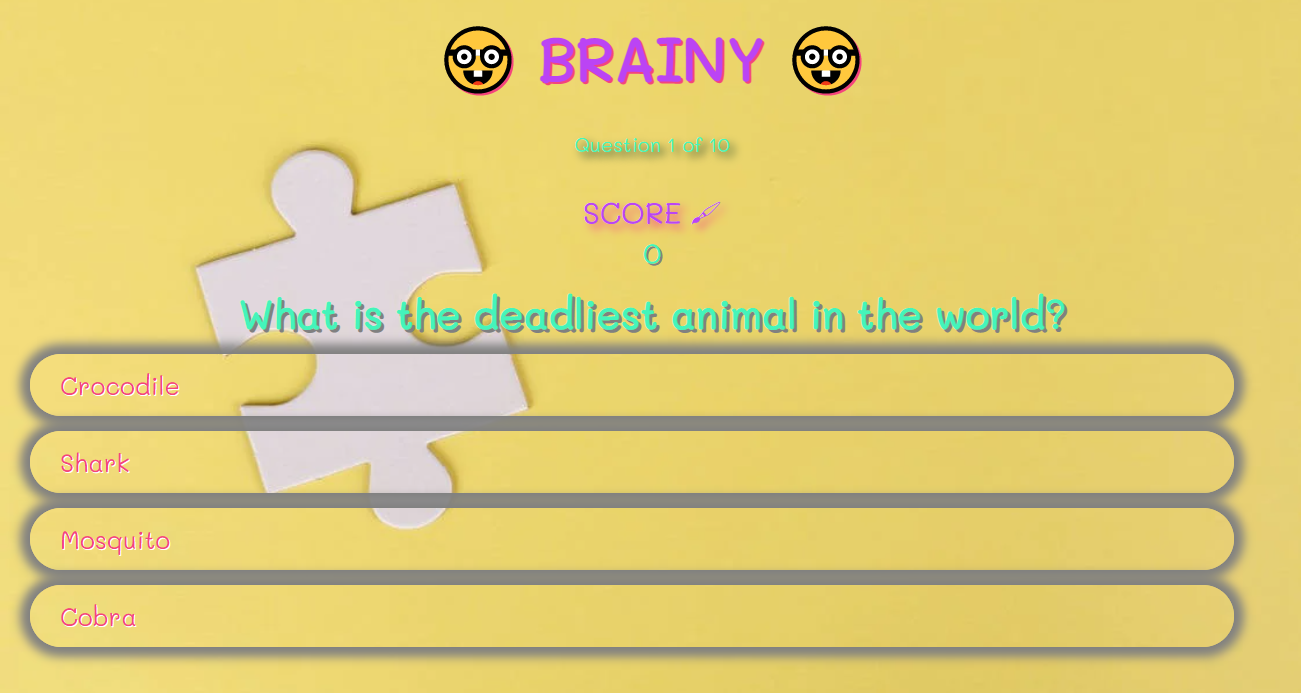 BRAINY
Question 1 of 10
SCORE
0
What is the deadliest animal in the world?
Crocodile
Shark
Mosquito
Cobra